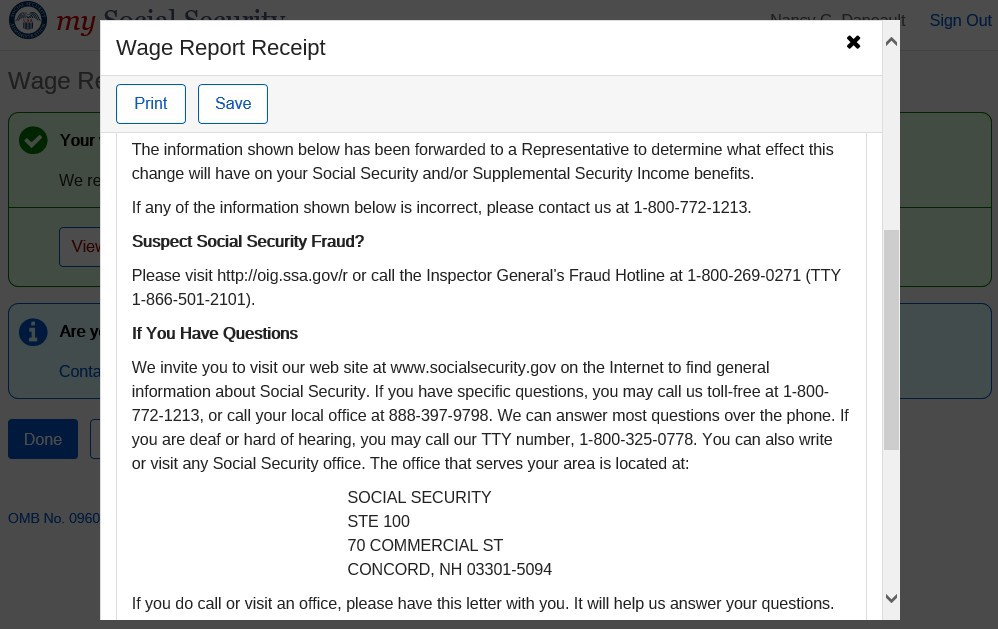 my Social Security
Nancy G. Daneault
Sign Out
Wage Report Receipt
Print
Save
Wage Re
Your
We re
View
Are yo
Conta
Done
OMB No. 0960
The information shown below has been forwarded to a Representative to determine what effect this
change will have on your Social Security and/or Supplemental Security Income benefits.
If any of the information shown below is incorrect, please contact us at 1-800-772-1213.
Suspect Social Security Fraud?
Please visit http://oig.ssa.gov/r or call the Inspector General's Fraud Hotline at 1-800-269-0271 (TTY
1-866-501-2101).
If You Have Questions
We invite you to visit our web site at www.socialsecurity.gov on the Internet to find general
information about Social Security. If you have specific questions, you may call us toll-free at 1-800-
772-1213, or call your local office at 888-397-9798. We can answer most questions over the phone. If
you are deaf or hard of hearing, you may call our TTY number, 1-800-325-0778. You can also write
or visit any Social Security office. The office that serves your area is located at:
SOCIAL SECURITY
STE 100
70 COMMERCIAL ST
CONCORD, NH 03301-5094
If you do call or visit an office, please have this letter with you. It will help us answer your questions.